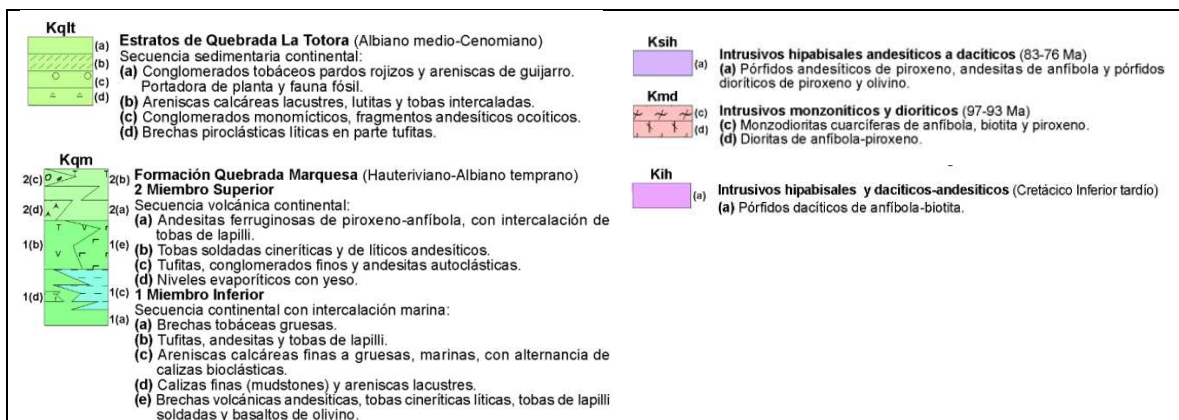 Kqlt
(a)
(b)
(c)
(d)
Estratos de Quebrada La Totora (Albiano medio-Cenomiano)
Secuencia sedimentaria continental:
(a) Conglomerados tobáceos pardos rojizos y areniscas de guijarro.
Portadora de planta y fauna fósil.
(b) Areniscas calcáreas lacustres, lutitas y tobas intercaladas.
(c) Conglomerados monomícticos, fragmentos andesíticos ocoíticos.
(d) Brechas piroclásticas líticas en parte tufitas.
Kqm
2(c)
2(b)
2(d)
2(a)
1(b)
1(e)
1(d)
1(c)
1(a)
Formación Quebrada Marquesa (Hauteriviano-Albiano temprano)
2 Miembro Superior
Secuencia volcánica continental:
(a) Andesitas ferruginosas de piroxeno-anfíbola, con intercalación de
tobas de lapilli.
(b) Tobas soldadas cineríticas y de líticos andesíticos.
(c) Tufitas, conglomerados finos y andesitas autoclásticas.
(d) Niveles evaporíticos con yeso.
1 Miembro Inferior
Secuencia continental con intercalación marina:
(a) Brechas tobáceas gruesas.
(b) Tufitas, andesitas y tobas de lapilli.
(c) Areniscas calcáreas finas a gruesas, marinas, con alternancia de
calizas bioclásticas.
(d) Calizas finas (mudstones) y areniscas lacustres.
(e) Brechas volcánicas andesíticas, tobas cineríticas líticas, tobas de lapilli
soldadas y basaltos de olivino.
Ksih
(a)
Intrusivos hipabisales andesíticos a dacíticos (83-76 Ma)
(a) Pórfidos andesíticos de piroxeno, andesitas de anfíbola y pórfidos
dioríticos de piroxeno y olivino.
Kmd
(c)
(d)
Intrusivos monzoníticos y dioríticos (97-93 Ma)
(c) Monzodioritas cuarcíferas de anfíbola, biotita y piroxeno.
(d) Dioritas de anfíbola-piroxeno.
Kih
(a)
Intrusivos hipabisales y dacíticos-andesíticos (Cretácico Inferior tardío)
(a) Pórfidos dacíticos de anfíbola-biotita.